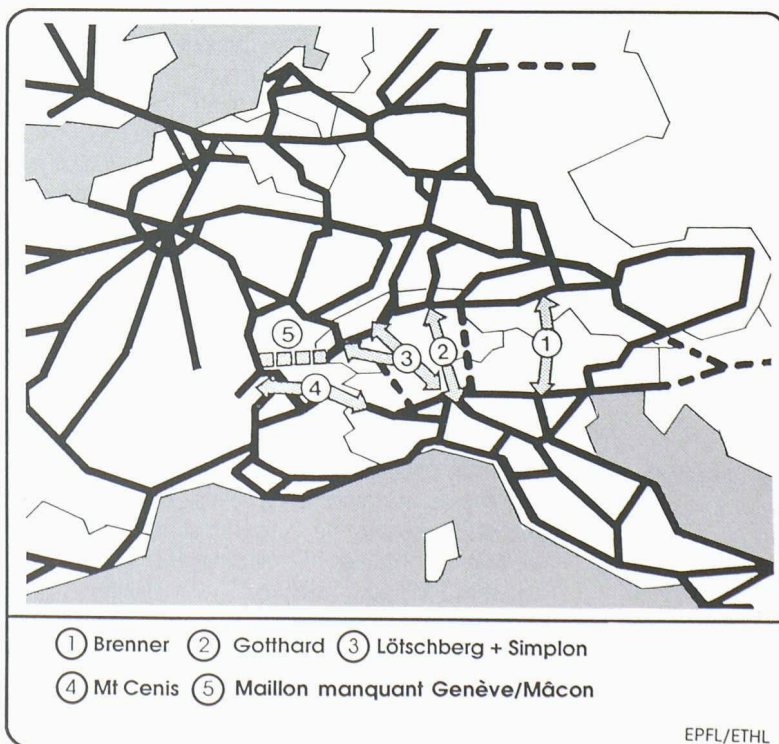 5
4
3
2
1
① Brenner ② Gotthard ③ Lötschberg + Simplon
④ Mt Cenis ⑤ Maillon manquant Genève/Mâcon
EPFL/ETHL